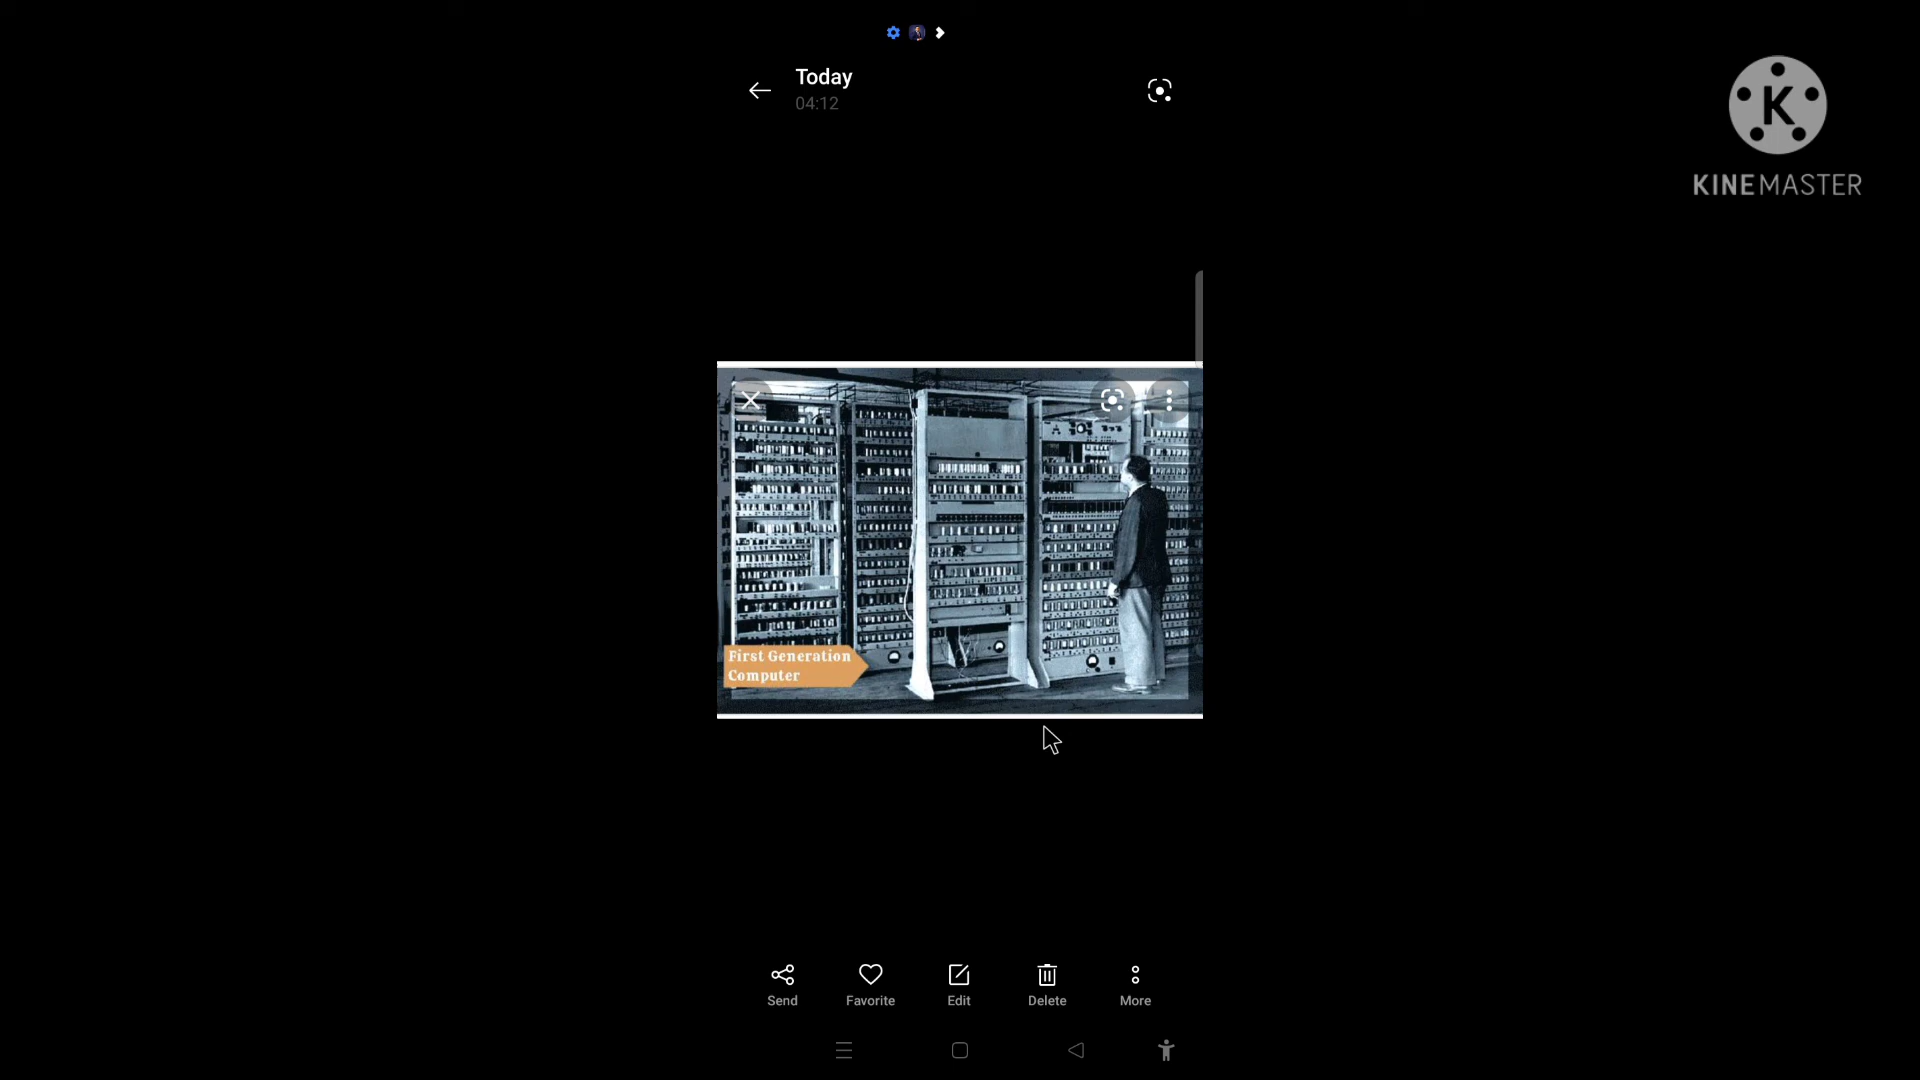 Today
04:12
KINEMASTER
First Generation
Computer
Send
Favorite
Edit
Delete
More